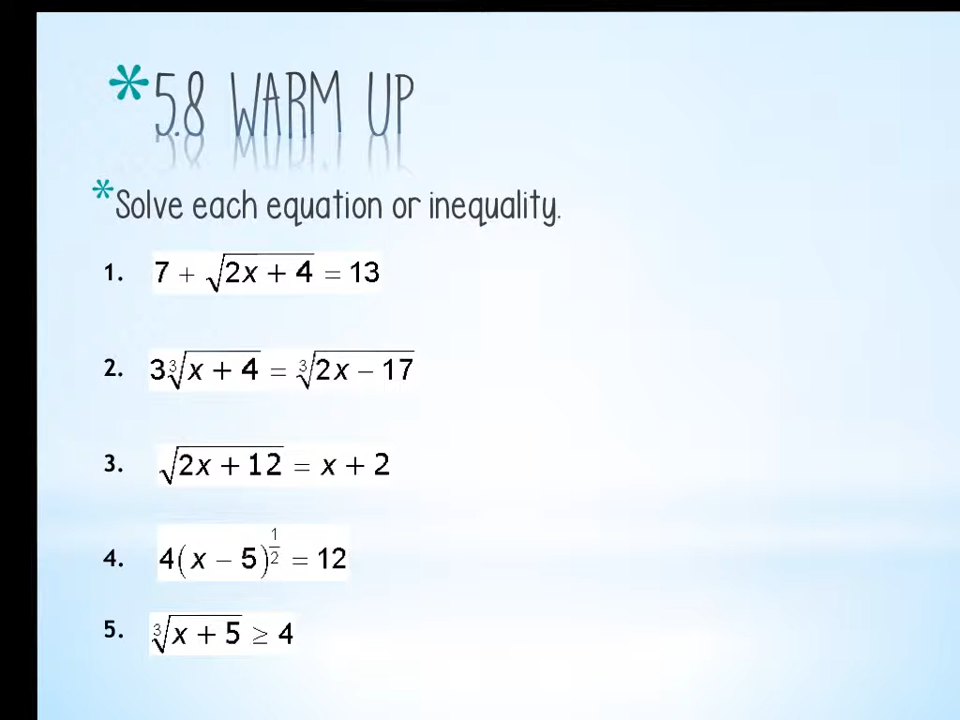 *5.8 WARM UP
*Solve each equation or inequality.
1. 7 + √(2x + 4) = 13
2. 3∛(x + 4) = ∛(2x − 17)
3. √(2x + 12) = x + 2
4. 4(x − 5)^(1/2) = 12
5. ∛(x + 5) ≥ 4